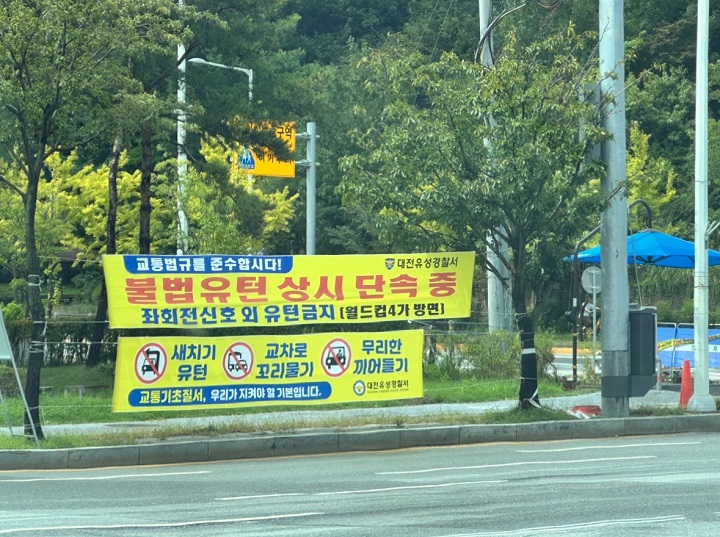 구역
교통법규를 준수합시다!
대전유성경찰서
불법유턴 상시 단속 중
좌회전신호 외 유턴금지 (월드컵4가 방면)
새치기 유턴
교차로 꼬리물기
무리한 끼어들기
교통기초질서, 우리가 지켜야 할 기본입니다.
대전유성경찰서